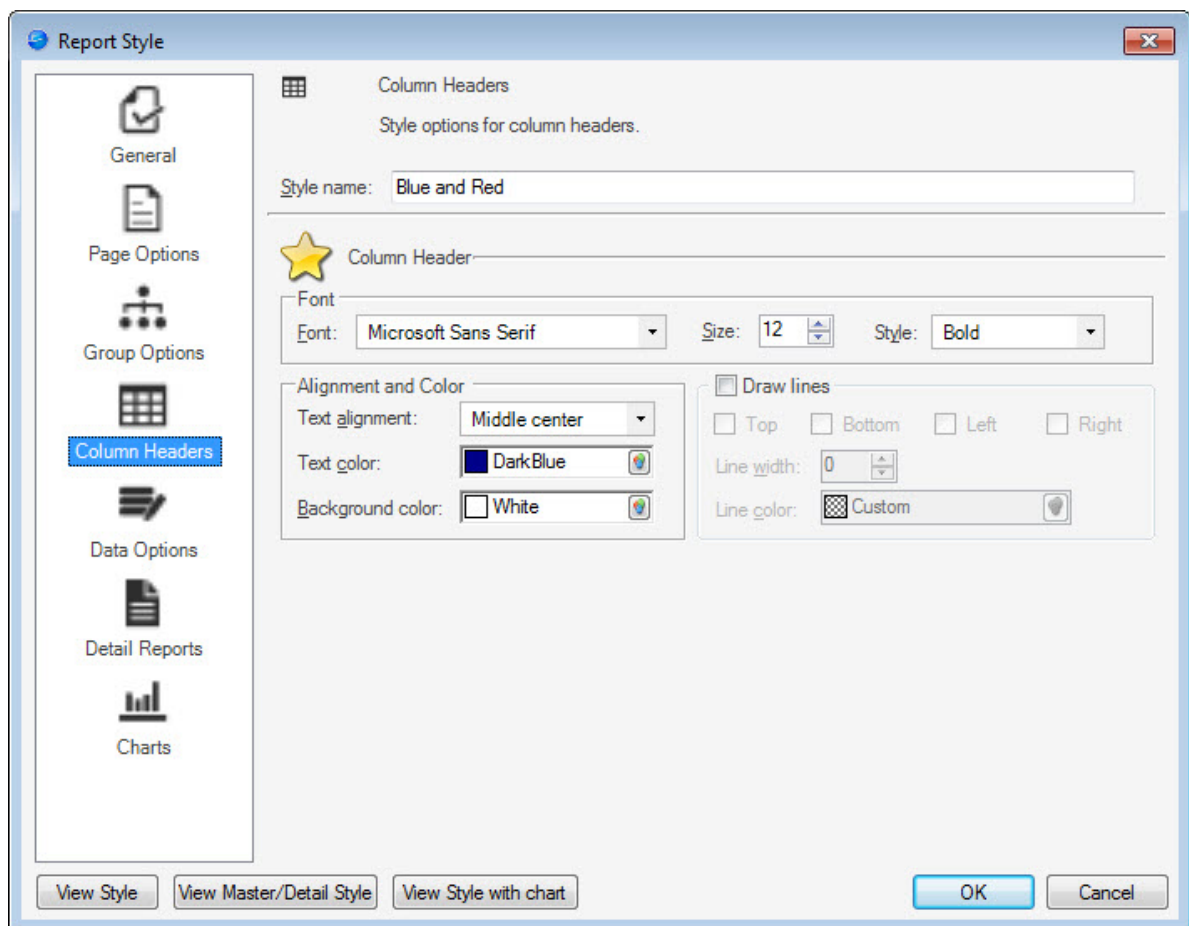 Report Style
General
Page Options
Group Options
Column Headers
Data Options
Detail Reports
Charts
Column Headers
Style options for column headers.
Style name: Blue and Red
Column Header
Font
Font: Microsoft Sans Serif Size: 12 Style: Bold
Alignment and Color
Text alignment: Middle center
Text color: DarkBlue
Background color: White
Draw lines
Top Bottom Left Right
Line width: 0
Line color: Custom
View Style View Master/Detail Style View Style with chart OK Cancel